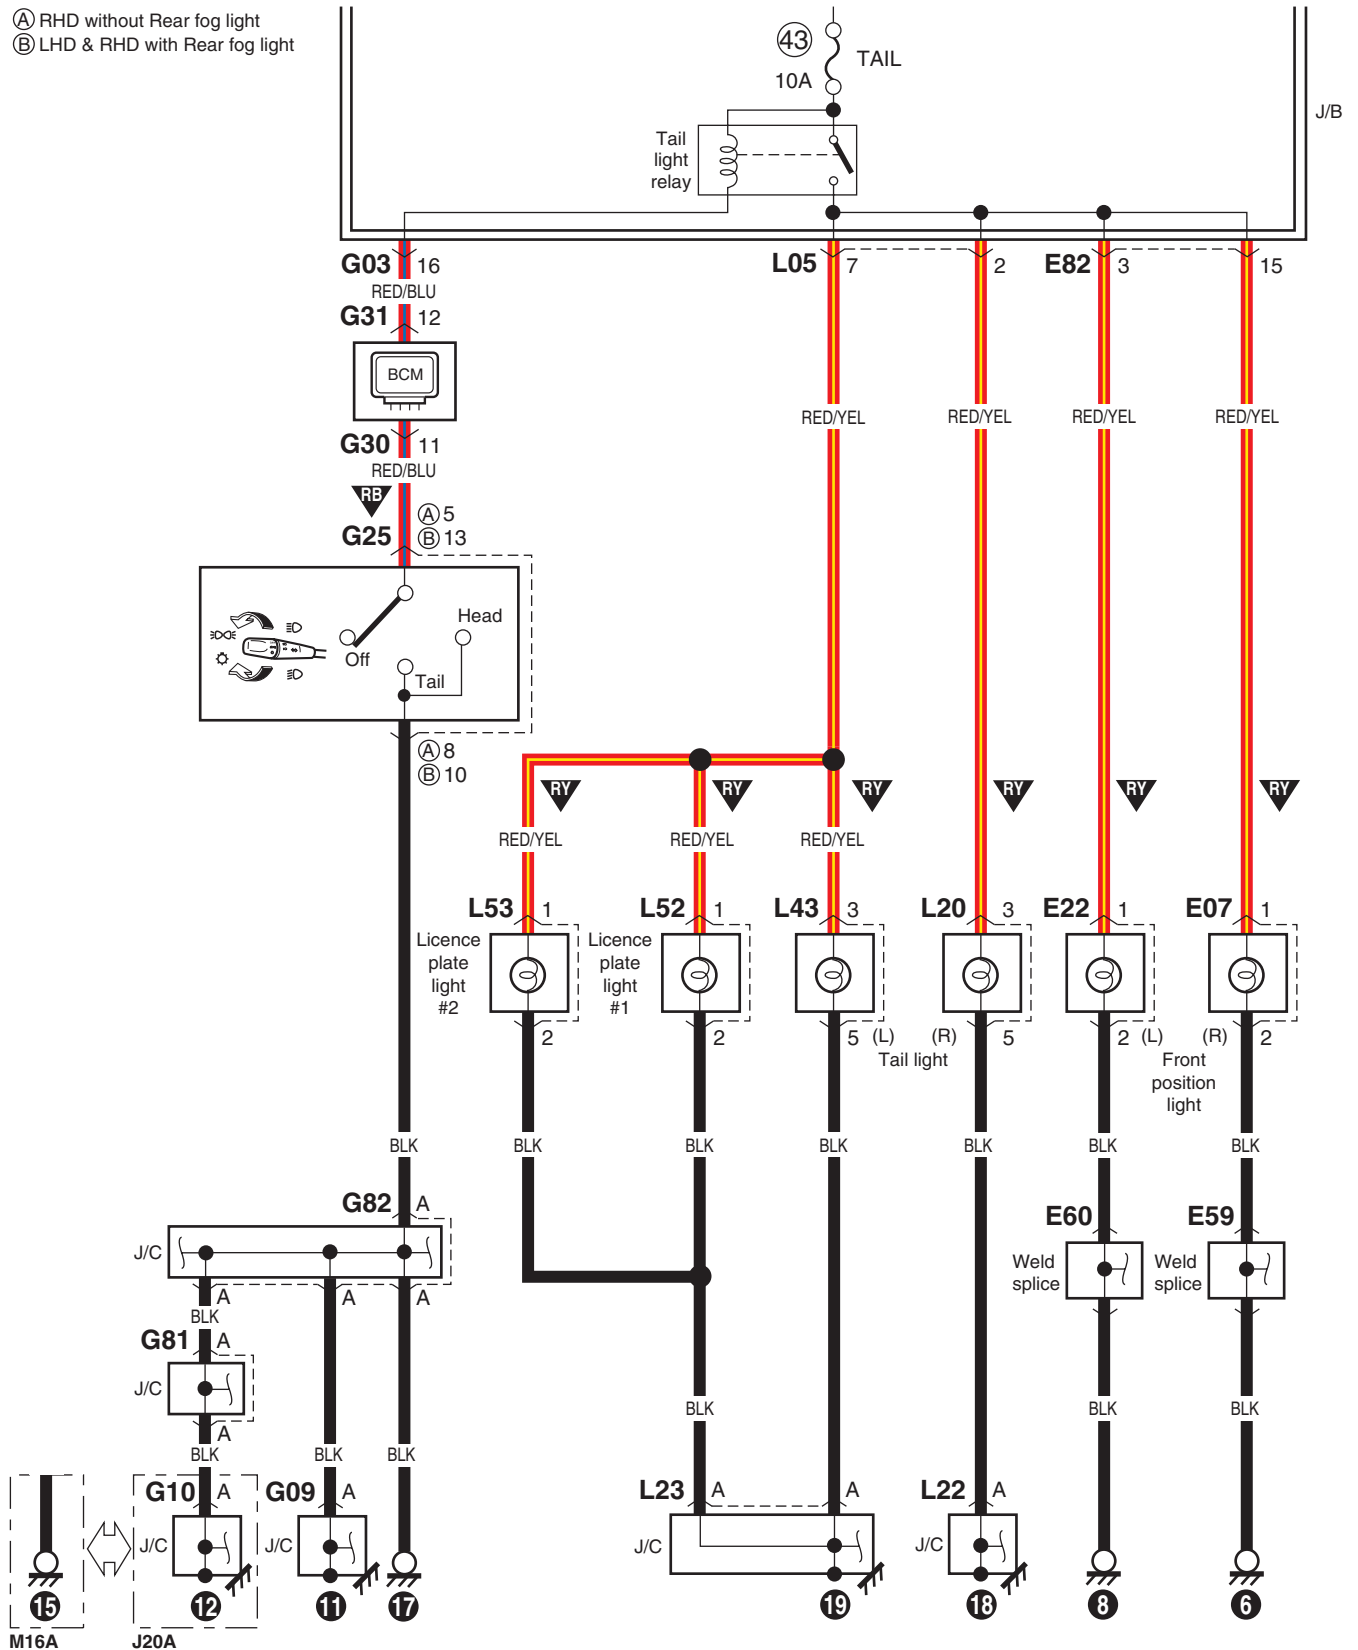 Ⓐ RHD without Rear fog light
Ⓑ LHD & RHD with Rear fog light
43
10A
TAIL
J/B
Tail
light
relay
G03 16
L05 7
2
E82 3
15
RED/BLU
G31 12
BCM
RED/YEL
RED/YEL
RED/YEL
RED/YEL
G30 11
RED/BLU
RB
Ⓐ 5
G25 Ⓑ 13
Head
Off
Tail
Ⓐ 8
Ⓑ 10
RY
RY
RY
RY
RY
RY
RED/YEL
RED/YEL
RED/YEL
L53 1
L52 1
L43 3
L20 3
E22 1
E07 1
Licence
plate
light
#2
Licence
plate
light
#1
2
2
5 (L)
(R) 5
Tail light
2 (L)
(R) 2
Front
position
light
BLK
BLK
BLK
BLK
BLK
BLK
BLK
G82 A
J/C
A
A
A
BLK
G81 A
J/C
A
E60
E59
Weld
splice
Weld
splice
BLK
BLK
BLK
BLK
BLK
BLK
G10 A
G09 A
L23 A
A
L22 A
J/C
J/C
J/C
J/C
15
12
11
17
19
18
8
6
M16A
J20A